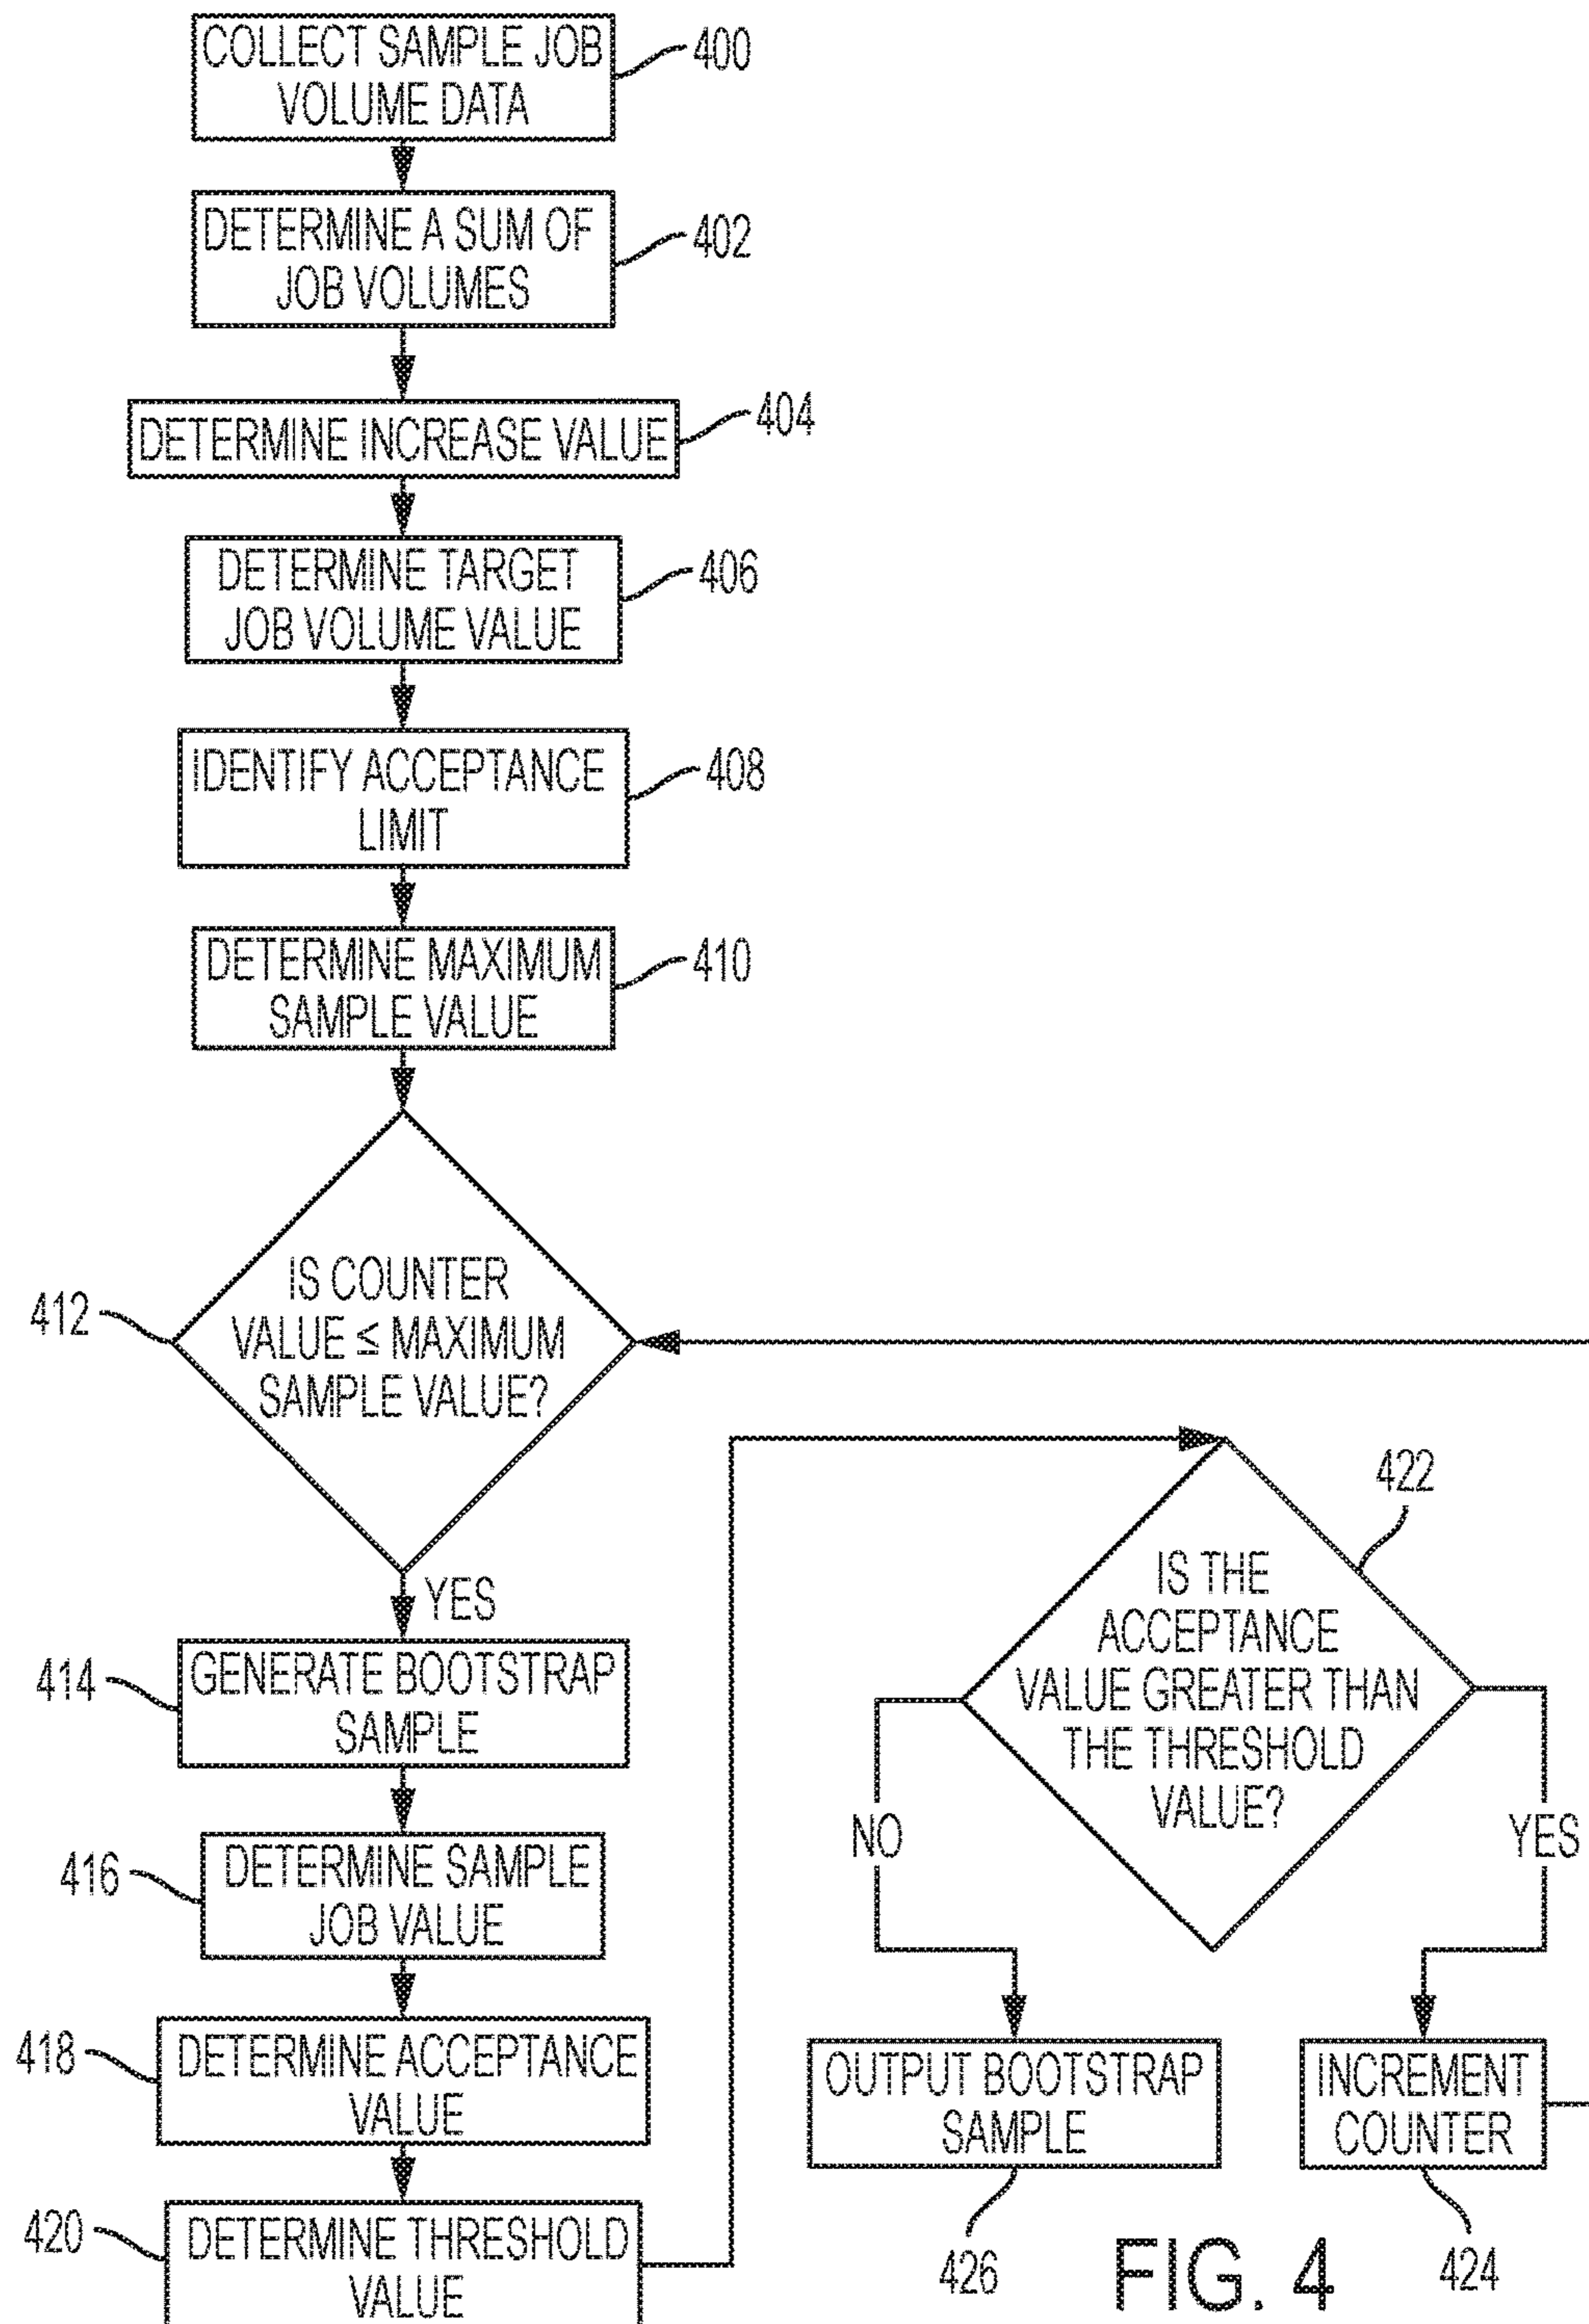 COLLECT SAMPLE JOB
VOLUME DATA
400
DETERMINE A SUM OF
JOB VOLUMES
402
DETERMINE INCREASE VALUE
404
DETERMINE TARGET
JOB VOLUME VALUE
406
IDENTIFY ACCEPTANCE
LIMIT
408
DETERMINE MAXIMUM
SAMPLE VALUE
410
IS COUNTER
VALUE ≤ MAXIMUM
SAMPLE VALUE?
412
YES
GENERATE BOOTSTRAP
SAMPLE
414
DETERMINE SAMPLE
JOB VALUE
416
DETERMINE ACCEPTANCE
VALUE
418
DETERMINE THRESHOLD
VALUE
420
IS THE
ACCEPTANCE
VALUE GREATER THAN
THE THRESHOLD
VALUE?
422
NO
YES
OUTPUT BOOTSTRAP
SAMPLE
426
INCREMENT
COUNTER
424
FIG. 4